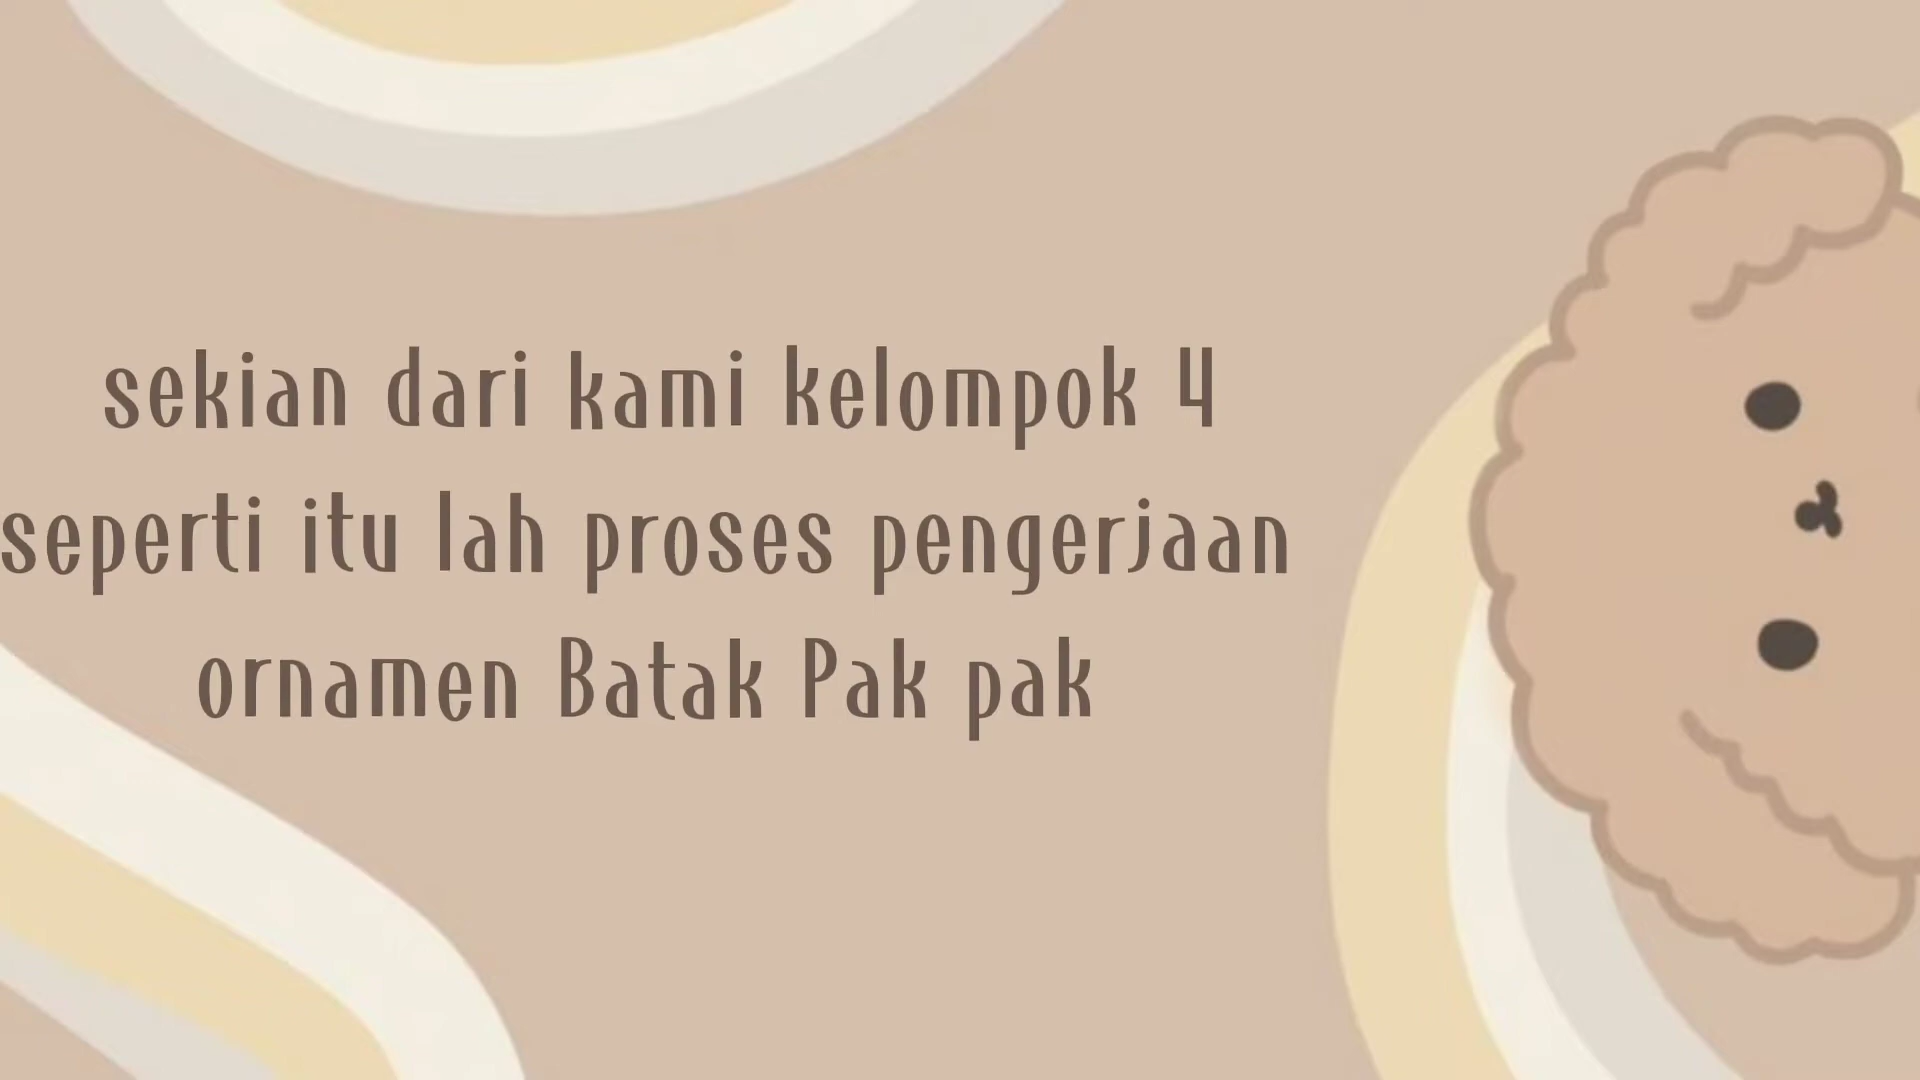 sekian dari kami kelompok 4
seperti itu lah proses pengerjaan
ornamen Batak Pak pak